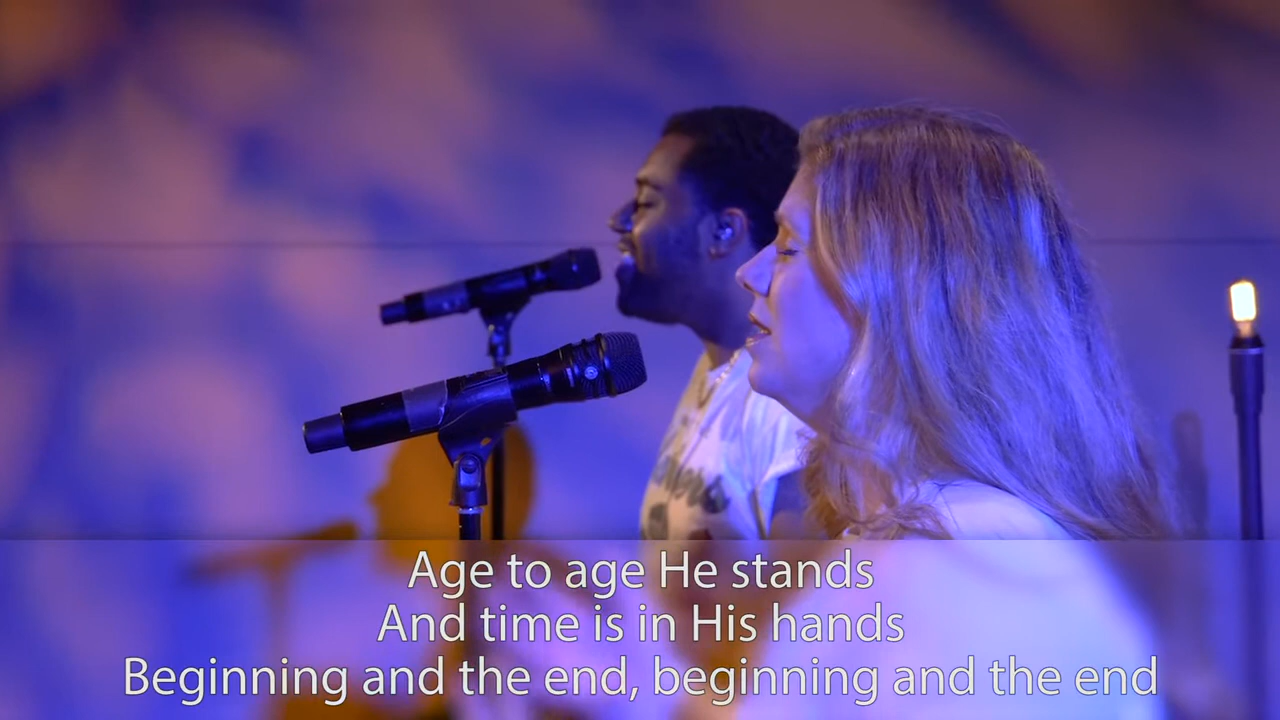 Age to age He stands
And time is in His hands
Beginning and the end, beginning and the end